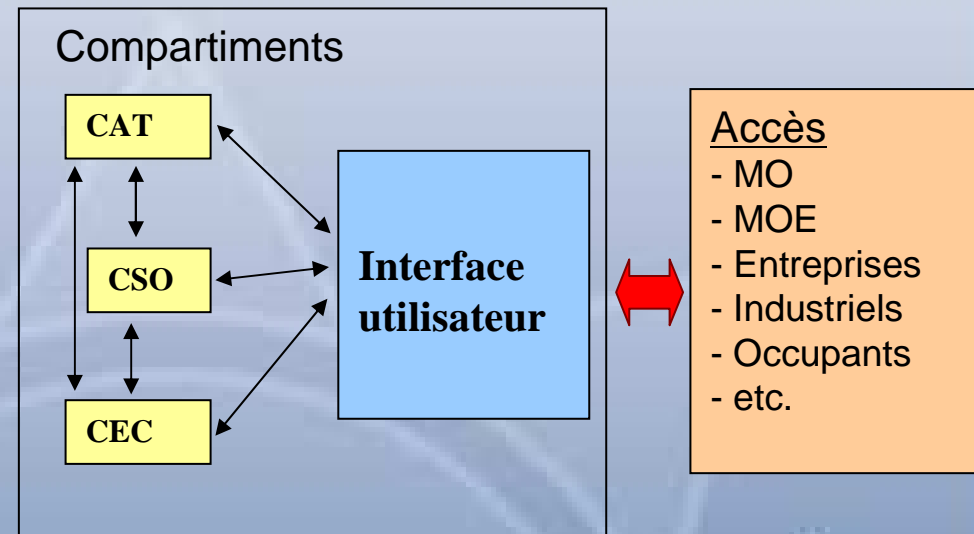 Compartiments
CAT
CSO
CEC
Interface
utilisateur
Accès
- MO
- MOE
- Entreprises
- Industriels
- Occupants
- etc.